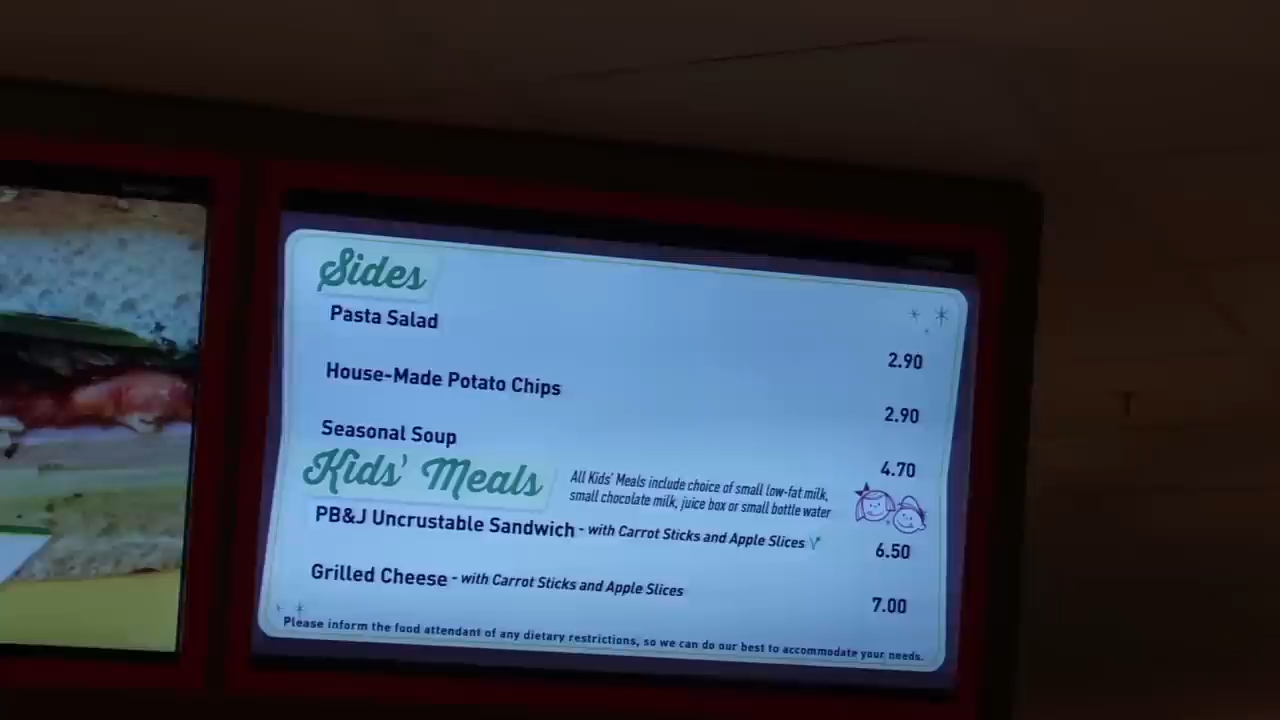 Sides
Pasta Salad 2.90
House-Made Potato Chips 2.90
Seasonal Soup 4.70
Kids' Meals
All Kids' Meals include choice of small low-fat milk,
small chocolate milk, juice box or small bottle water
PB&J Uncrustable Sandwich - with Carrot Sticks and Apple Slices 6.50
Grilled Cheese - with Carrot Sticks and Apple Slices 7.00
Please inform the food attendant of any dietary restrictions, so we can do our best to accommodate your needs.